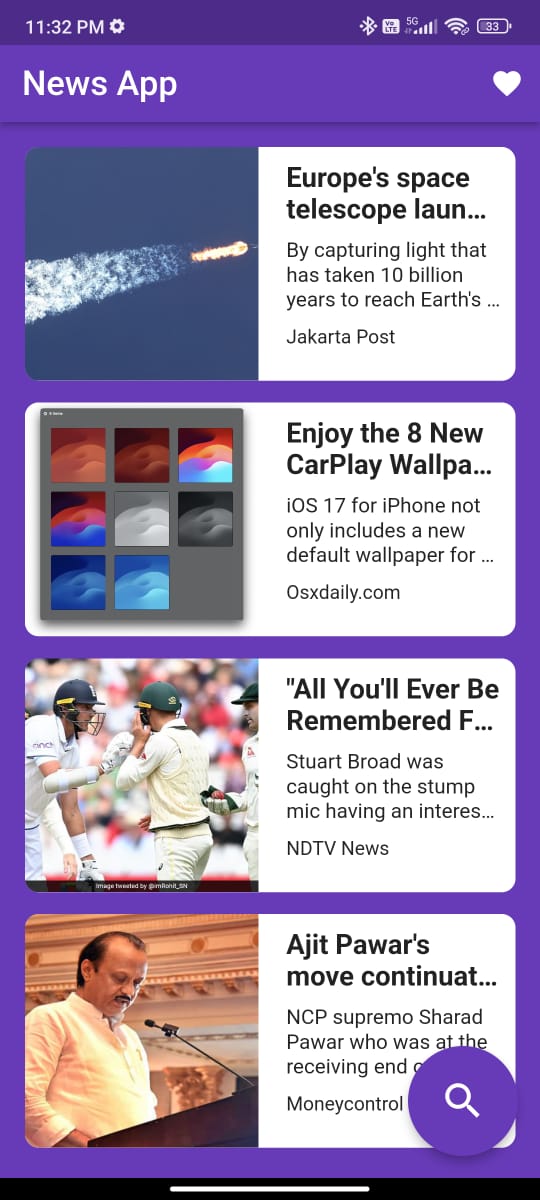 11:32 PM
Vo
LTE
5G
33
News App
Europe's space
telescope laun...
By capturing light that
has taken 10 billion
years to reach Earth's ...
Jakarta Post
Enjoy the 8 New
CarPlay Wallpa...
iOS 17 for iPhone not
only includes a new
default wallpaper for ...
Osxdaily.com
"All You'll Ever Be
Remembered F...
Stuart Broad was
caught on the stump
mic having an interes...
NDTV News
Image tweeted by @imRohit_SN
Ajit Pawar's
move continuat...
NCP supremo Sharad
Pawar who was at the
receiving end
Moneycontrol